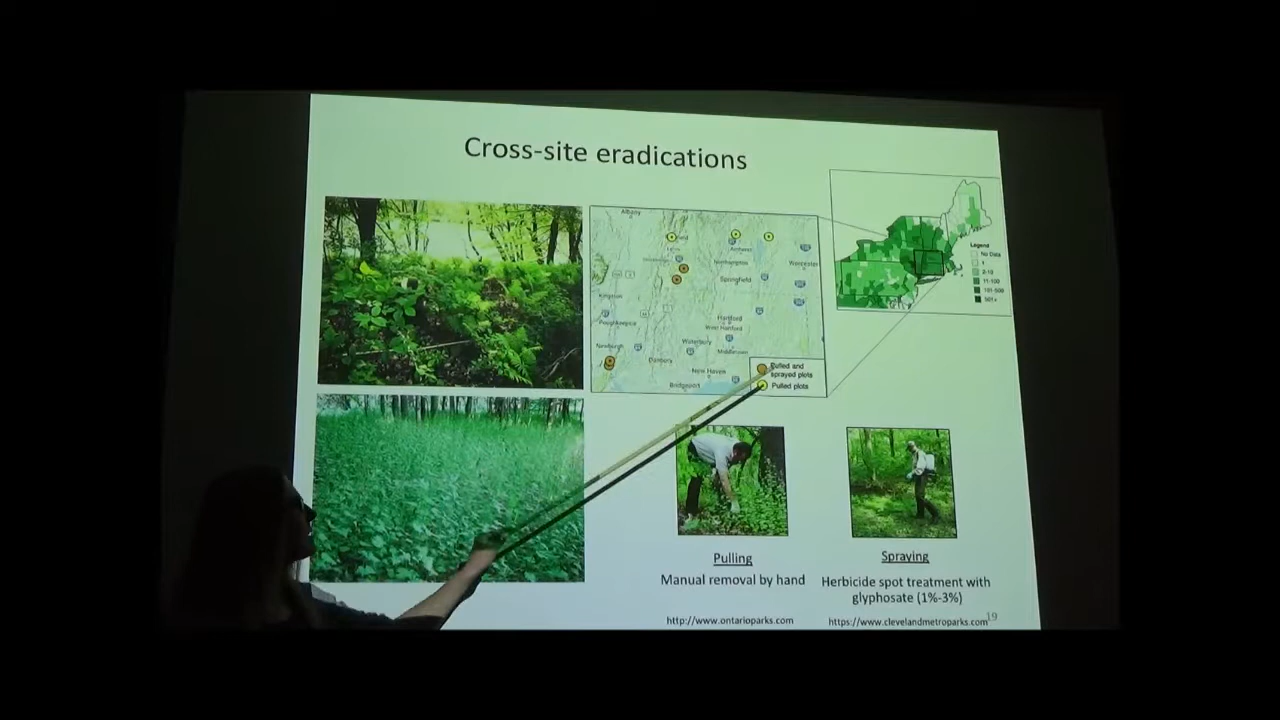 Cross-site eradications
Albany
Amherst
Northampton
Worcester
Springfield
Kingston
Poughkeepsie
Hartford
West Hartford
Newburgh
Waterbury
Middletown
Danbury
New Haven
Bridgeport
Pulled and
sprayed plots
Pulled plots
Legend
No Data
1
2-10
11-100
101-500
501+
Pulling
Manual removal by hand
http://www.ontarioparks.com
Spraying
Herbicide spot treatment with
glyphosate (1%-3%)
https://www.clevelandmetroparks.com
19